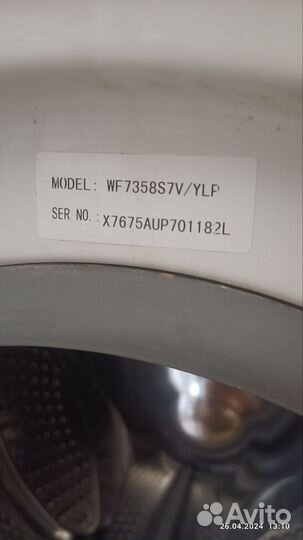 MODEL: WF7358S7V/YLP
SER NO.: X7675AUP701182L
Avito
26.04.2024 13:10